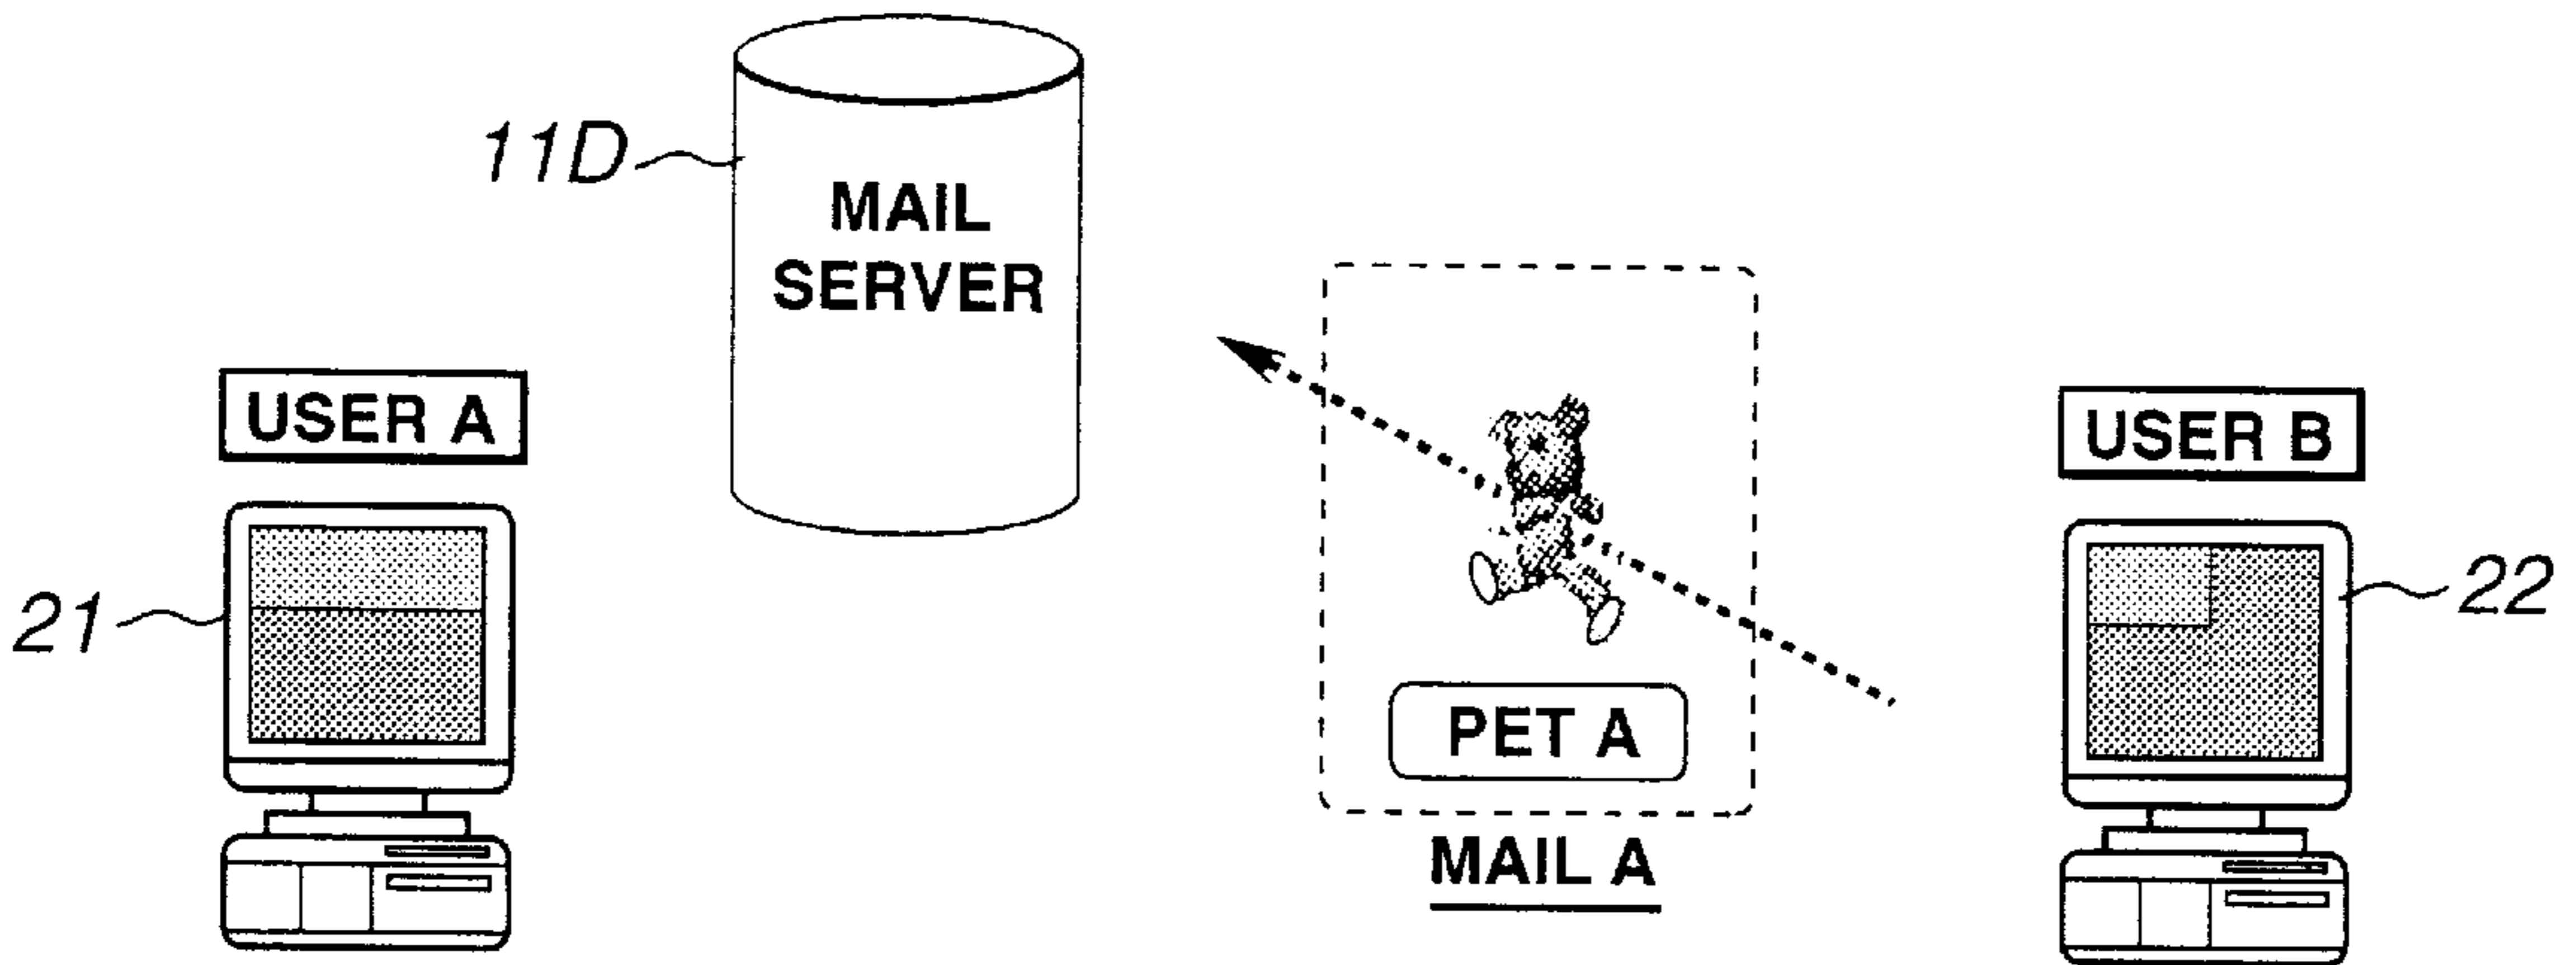 11D
MAIL
SERVER
USER A
USER B
21
22
PET A
MAIL A